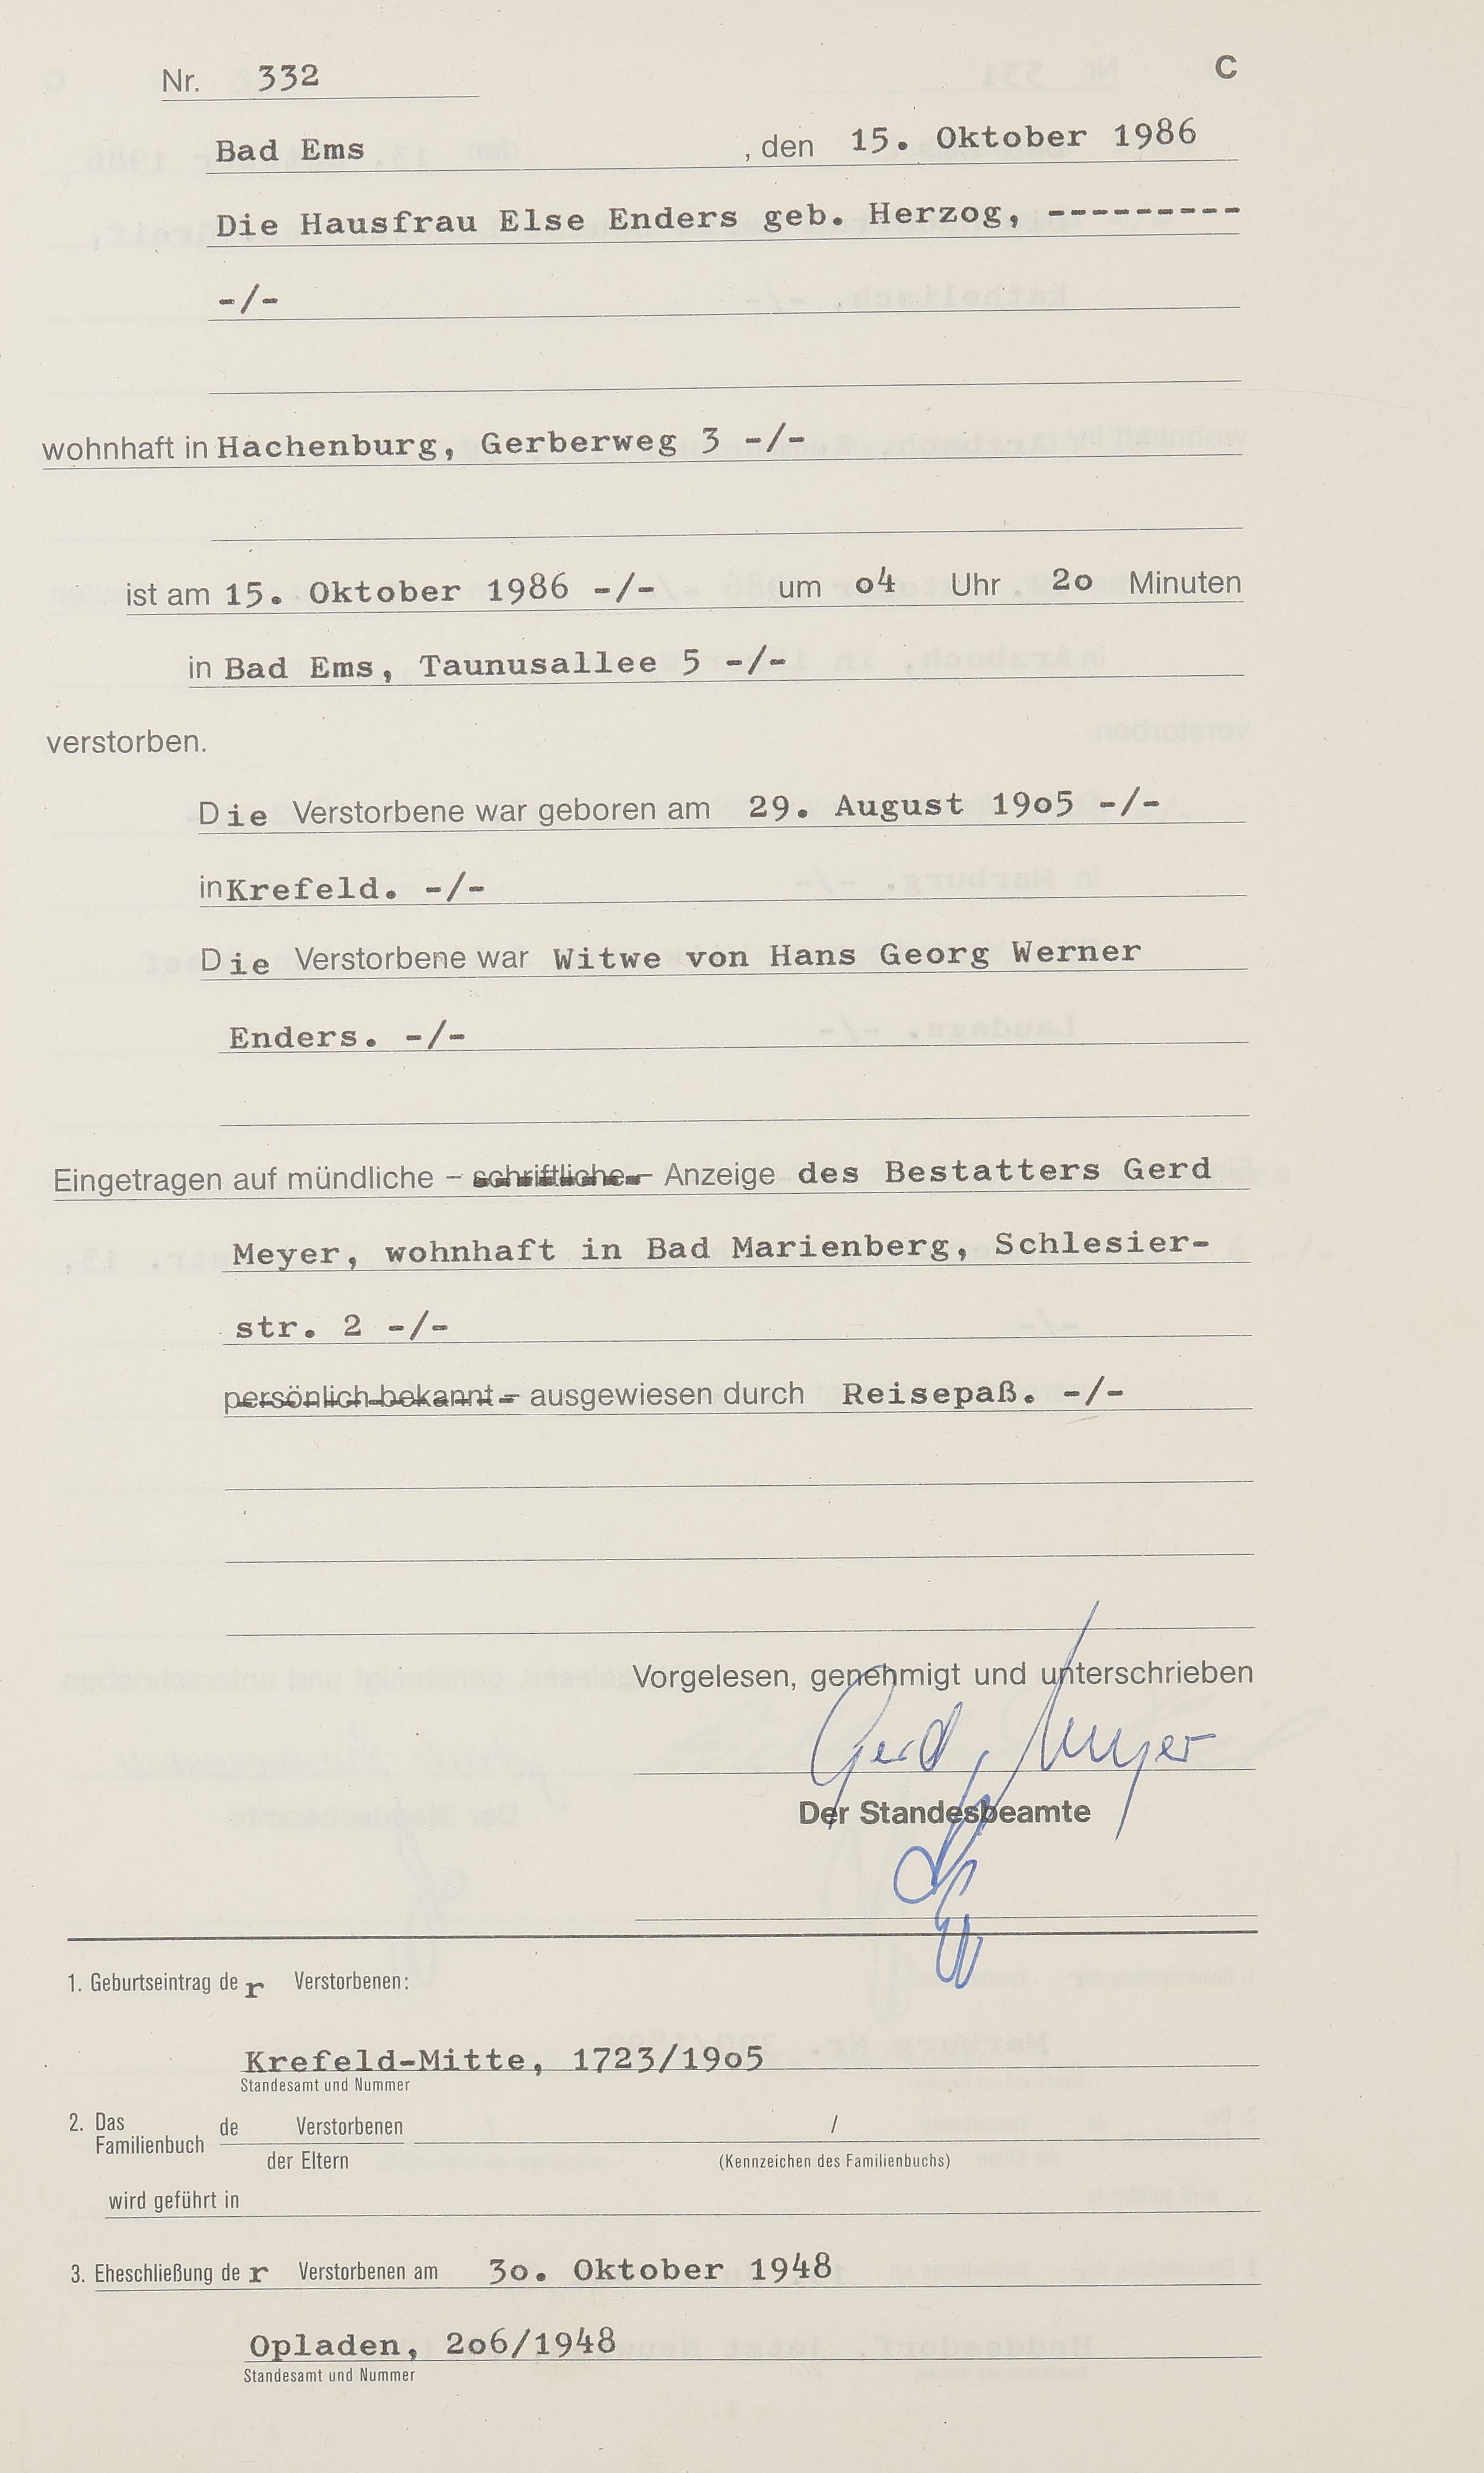 Nr. 332 C
Bad Ems , den 15. Oktober 1986
Die Hausfrau Else Enders geb. Herzog, ---------
-/-
wohnhaft in Hachenburg, Gerberweg 3 -/-
ist am 15. Oktober 1986 -/- um o4 Uhr 2o Minuten
in Bad Ems, Taunusallee 5 -/-
verstorben.
Die Verstorbene war geboren am 29. August 19o5 -/-
in Krefeld. -/-
Die Verstorbene war Witwe von Hans Georg Werner
Enders. -/-
Eingetragen auf mündliche – schriftliche – Anzeige des Bestatters Gerd
Meyer, wohnhaft in Bad Marienberg, Schlesier-
str. 2 -/-
persönlich bekannt – ausgewiesen durch Reisepaß. -/-
Vorgelesen, genehmigt und unterschrieben
Gerd Meyer
Der Standesbeamte
1. Geburtseintrag der Verstorbenen:
Krefeld-Mitte, 1723/19o5
Standesamt und Nummer
2. Das Familienbuch de Verstorbenen /
der Eltern (Kennzeichen des Familienbuchs)
wird geführt in
3. Eheschließung der Verstorbenen am 3o. Oktober 1948
Opladen, 2o6/1948
Standesamt und Nummer